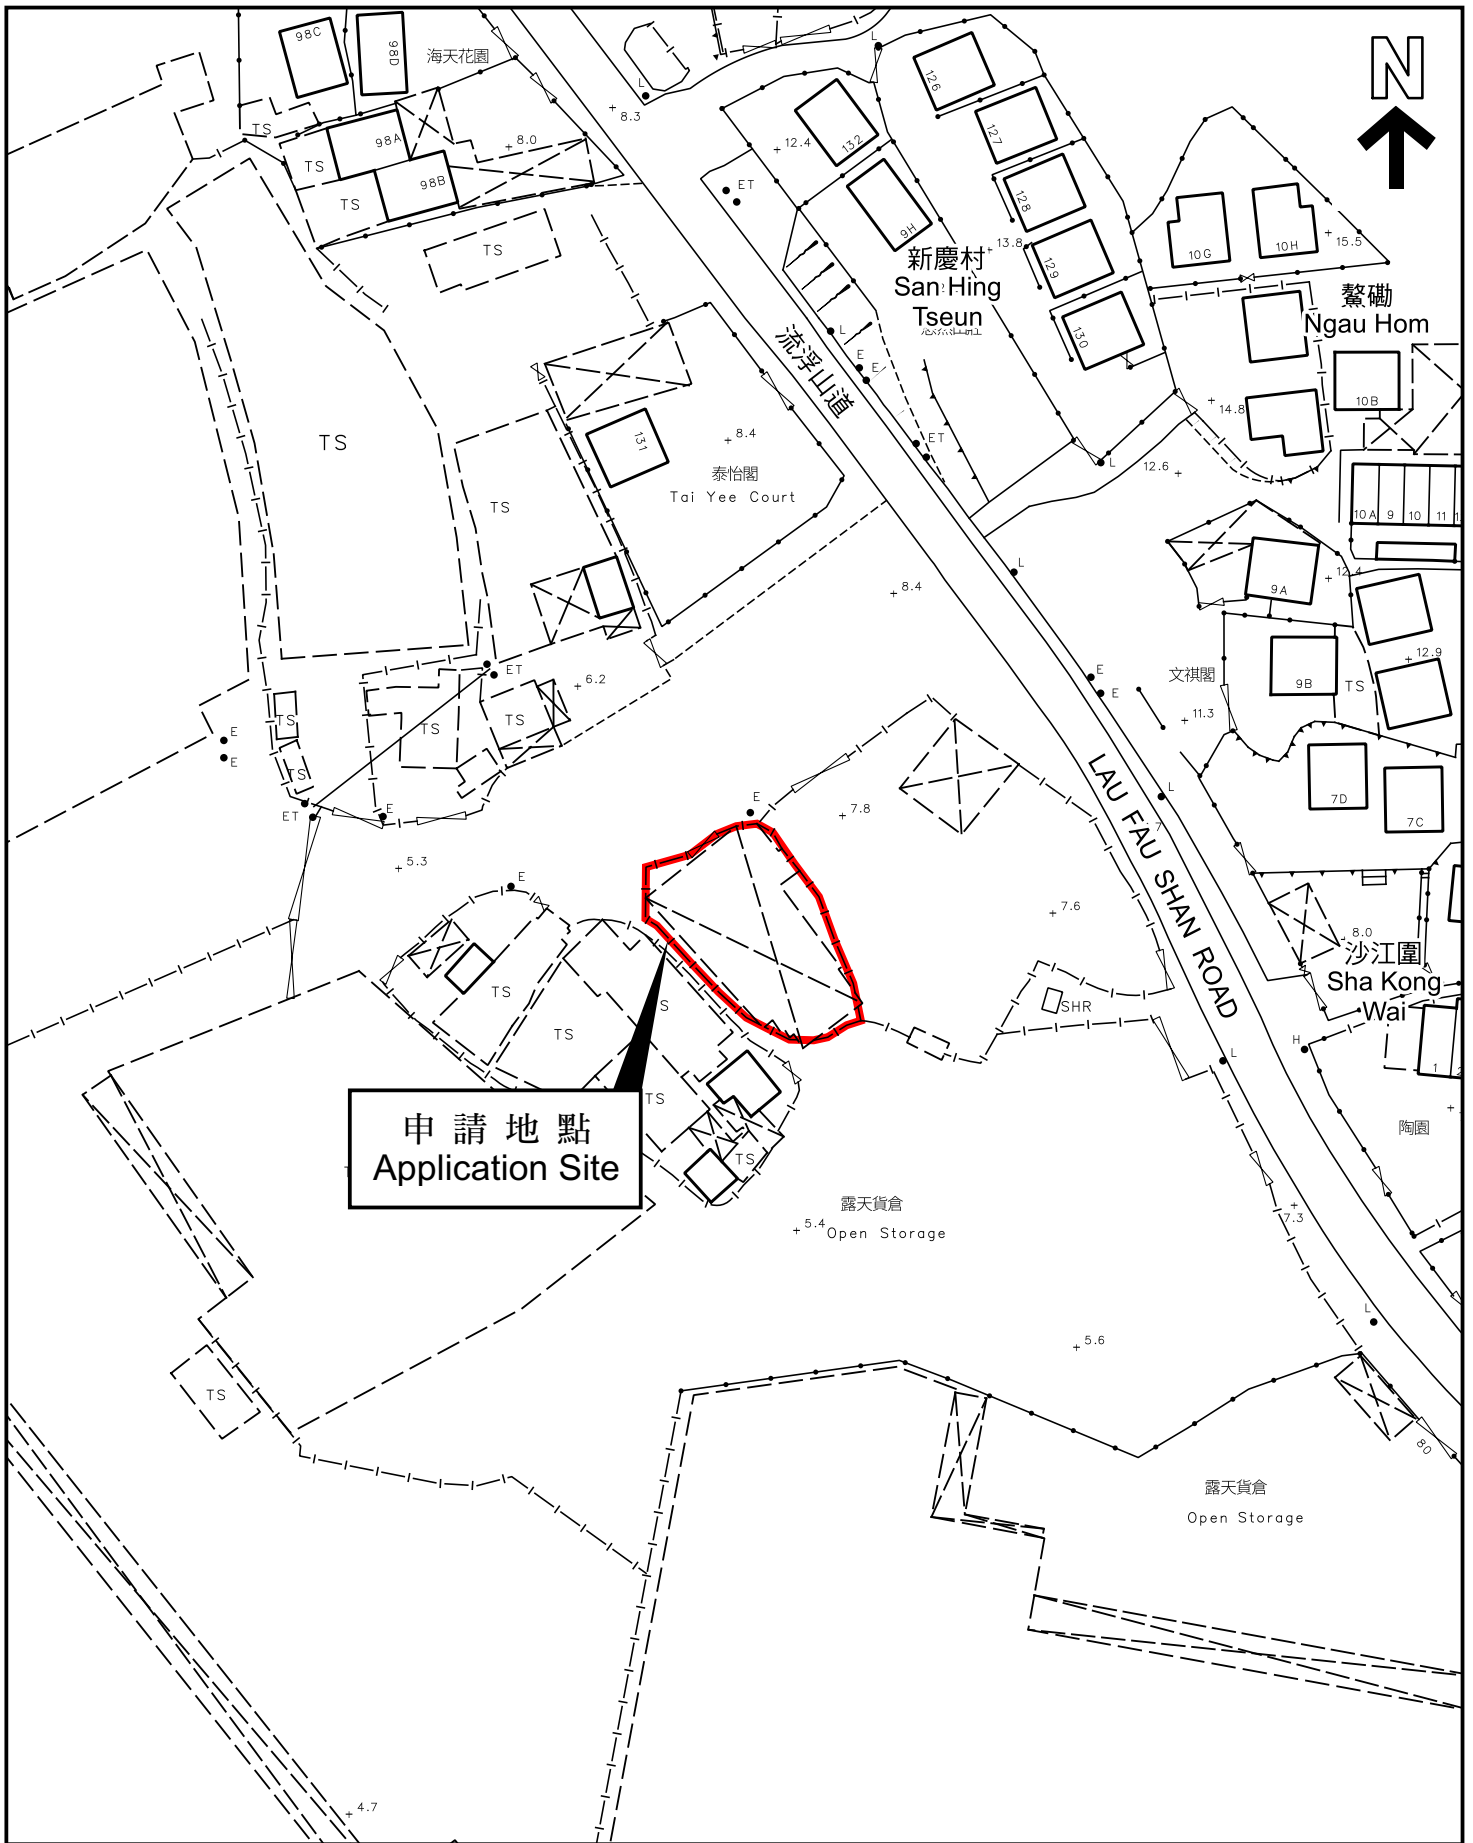 98C
98D
海天花園
N
L
L
8.3
126
TS
98A
8.0
12.4
132
127
TS
98B
TS
ET
128
9H
10G
10H
15.5
13.8
129
TS
新慶村
San Hing
Tseun
鰲磡
Ngau Hom
130
流浮山道
L
E
E
10B
14.8
TS
131
8.4
ET
泰怡閣
Tai Yee Court
L
12.6
TS
10A
9
10
11
L
12.4
9A
8.4
ET
6.2
E
E
文祺閣
9B
TS
12.9
TS
TS
TS
E
E
11.3
TS
LAU FAU SHAN ROAD
L
7D
7C
ET
E
E
7.8
5.3
E
7.6
8.0
沙江圍
Sha Kong
Wai
TS
S
SHR
TS
H
L
1
TS
陶園
申請地點
Application Site
TS
露天貨倉
Open Storage
5.4
7.3
L
5.6
TS
80
露天貨倉
Open Storage
4.7